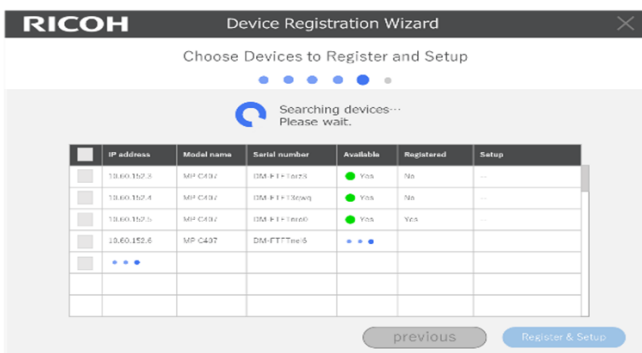 RICOH Device Registration Wizard
Choose Devices to Register and Setup
Searching devices…
Please wait.
IP address Model name Serial number Available Registered Setup
10.60.152.3 MP C407 Yes No --
10.60.152.4 MP C407 Yes No --
10.60.152.5 MP C407 Yes Yes --
10.60.152.6 MP C407
previous Register & Setup